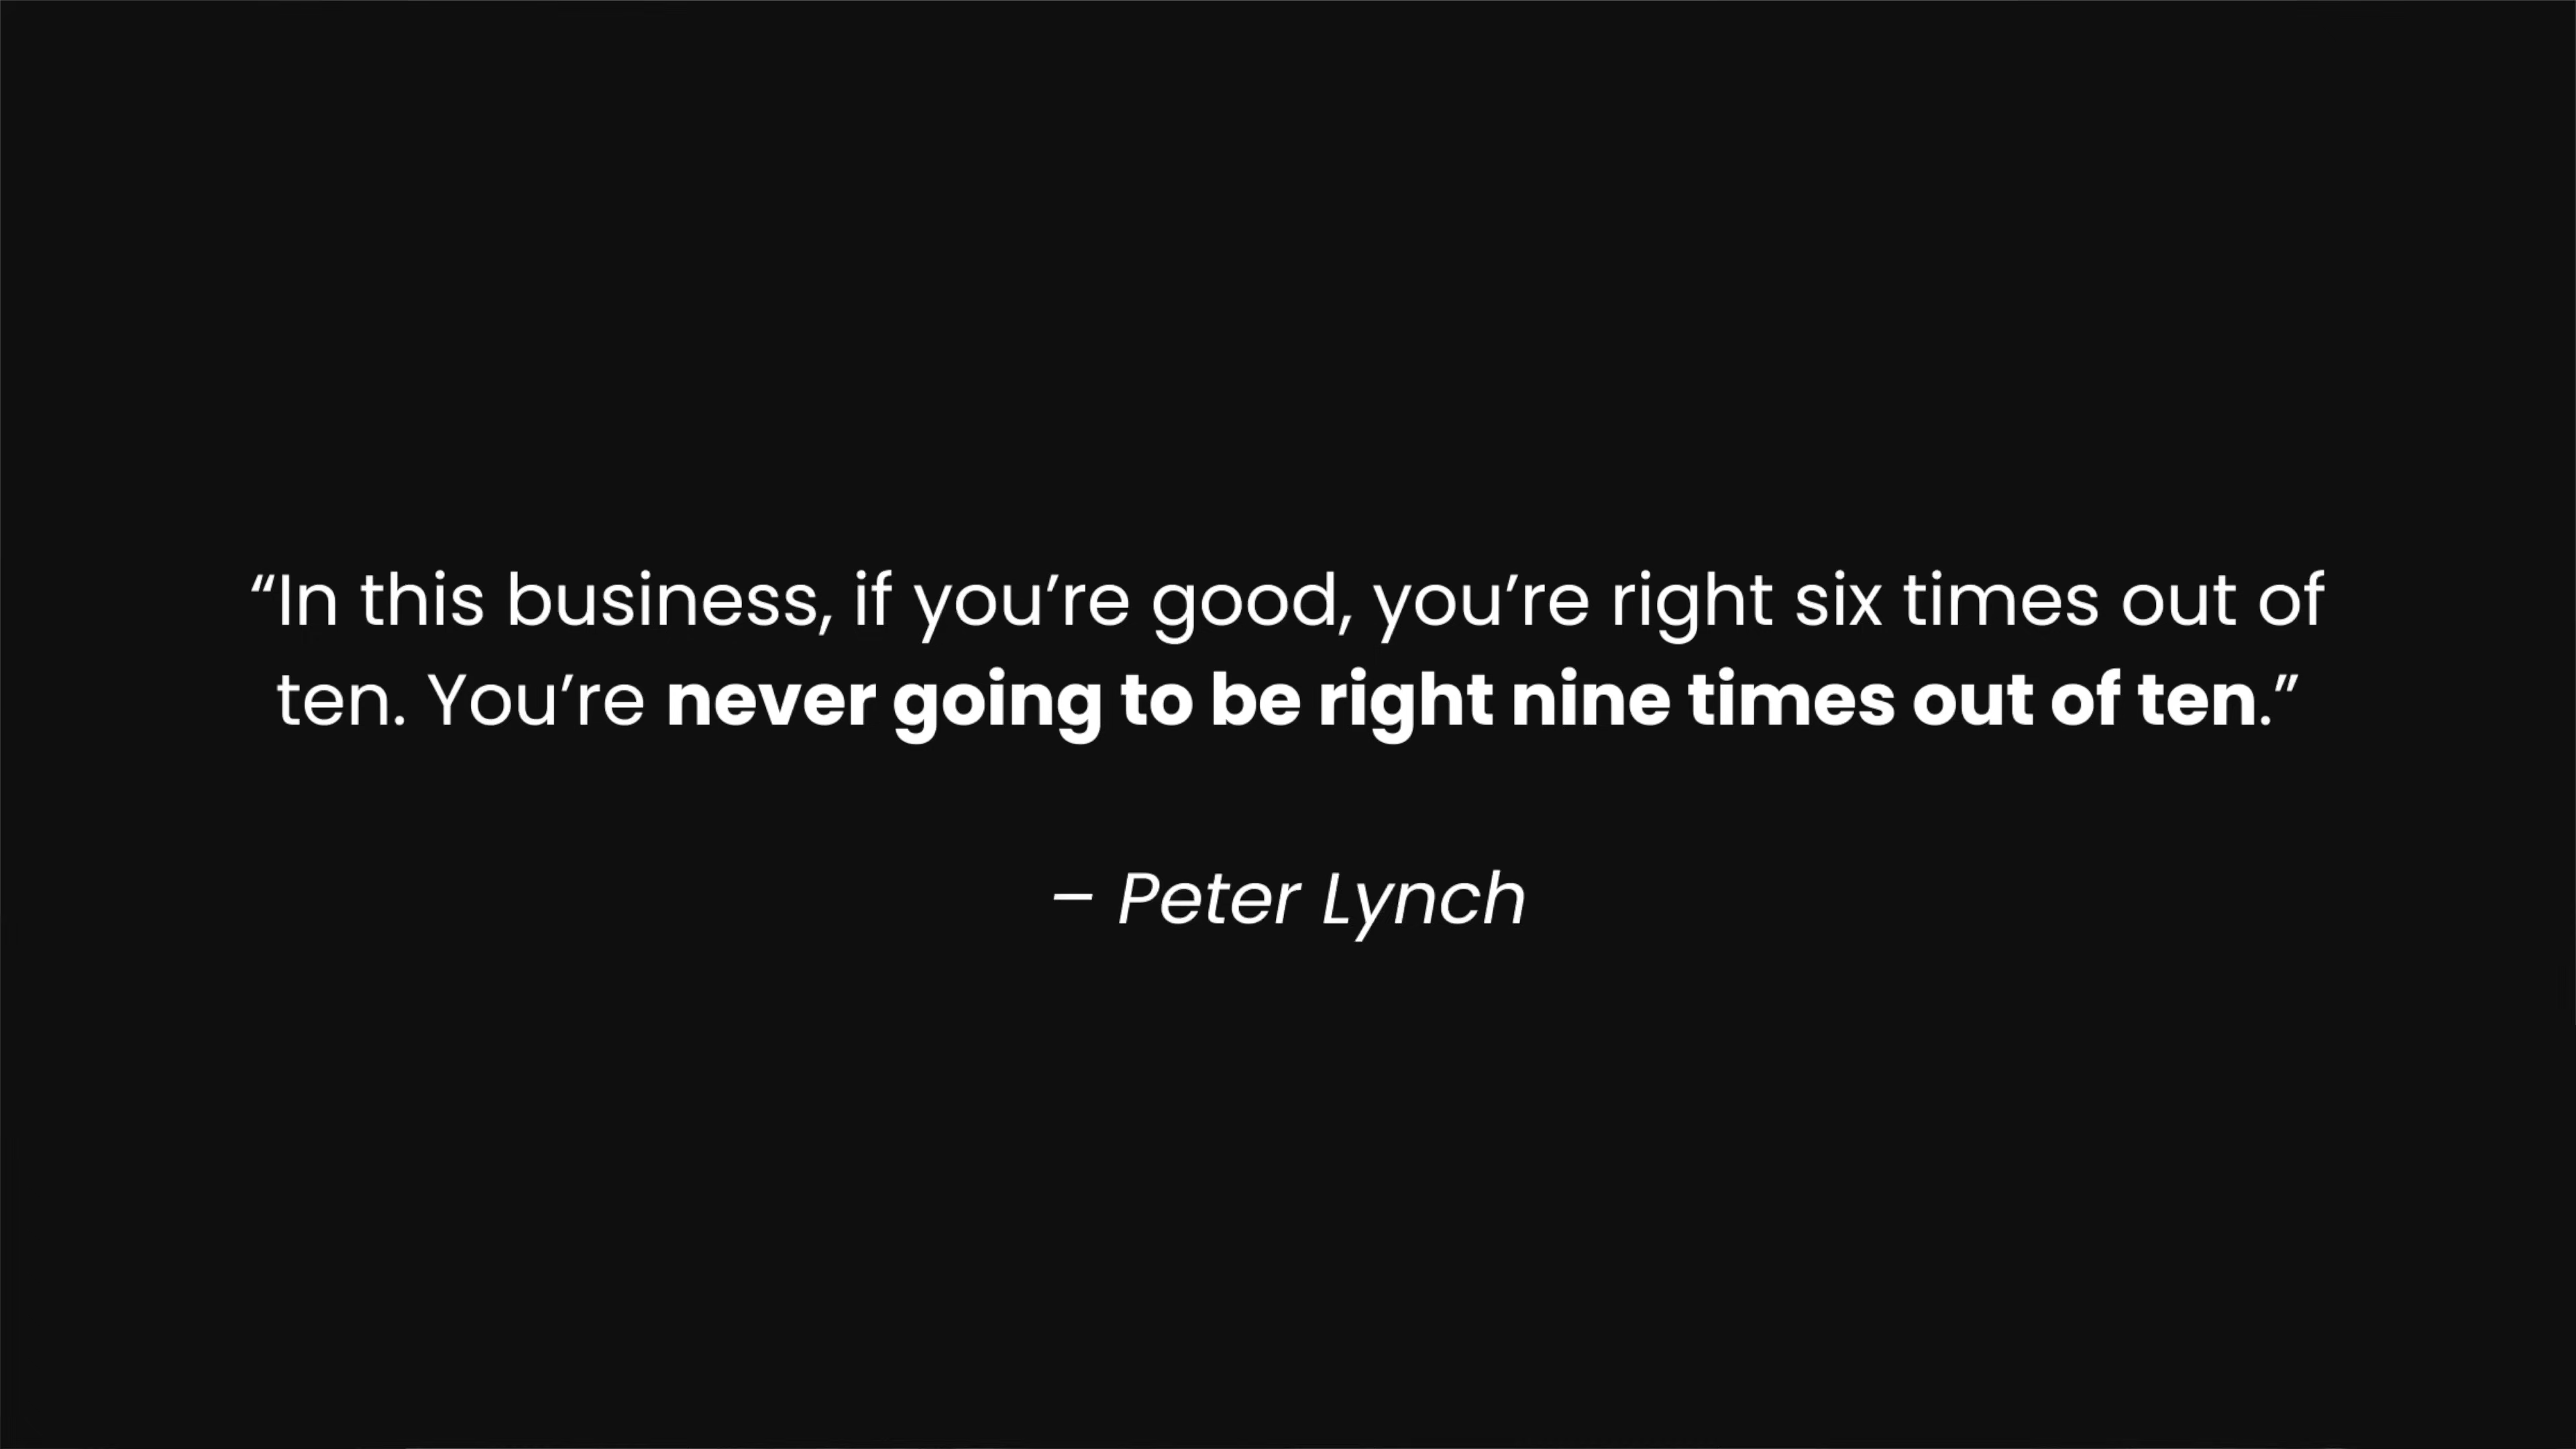 “In this business, if you’re good, you’re right six times out of
ten. You’re never going to be right nine times out of ten.”
– Peter Lynch